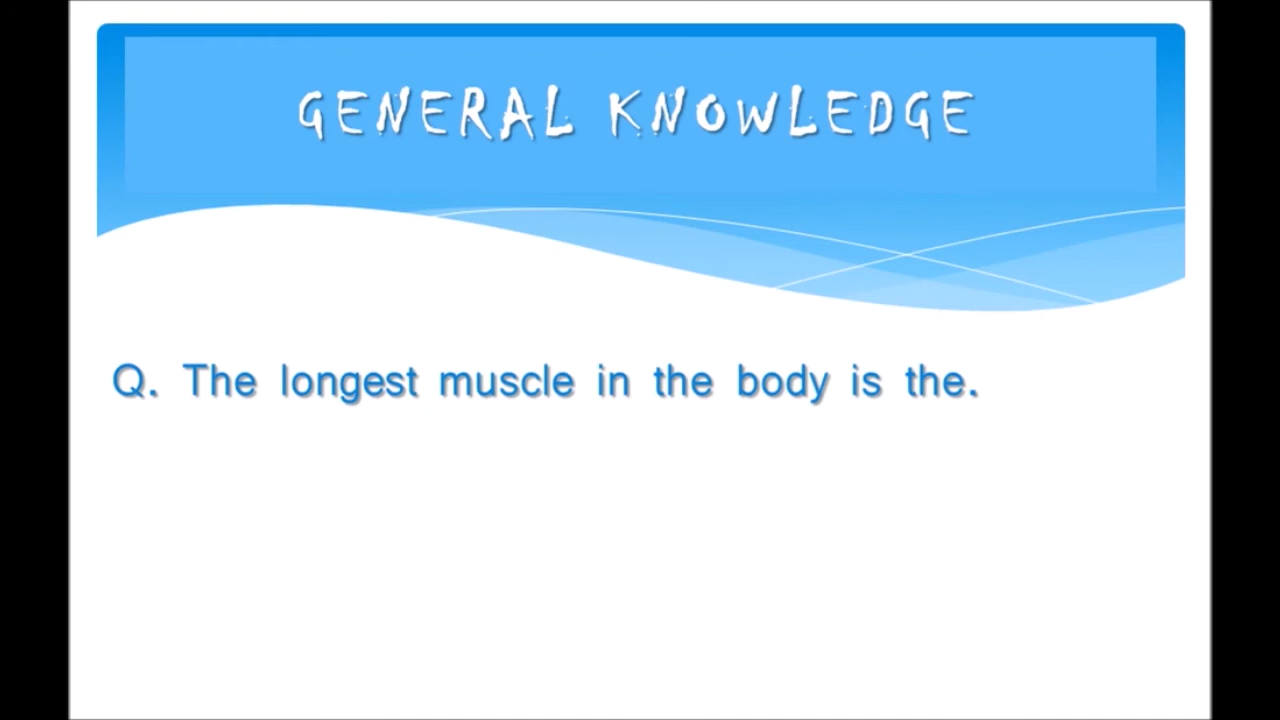 GENERAL KNOWLEDGE
Q. The longest muscle in the body is the.